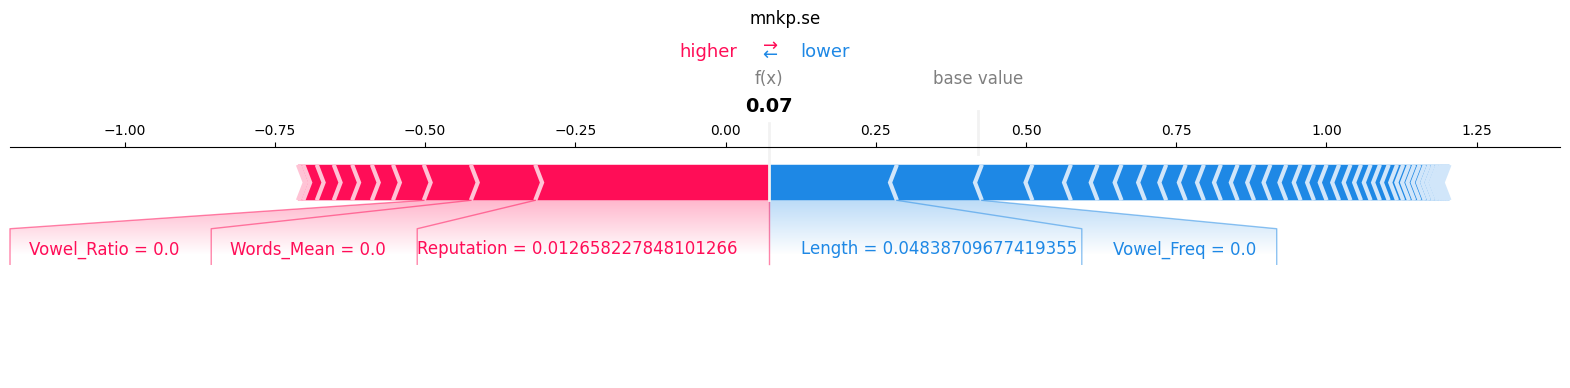 mnkp.se
higher ⇄ lower
f(x) base value
0.07
−1.00 −0.75 −0.50 −0.25 0.00 0.25 0.50 0.75 1.00 1.25
Vowel_Ratio = 0.0 Words_Mean = 0.0 Reputation = 0.012658227848101266 Length = 0.04838709677419355 Vowel_Freq = 0.0